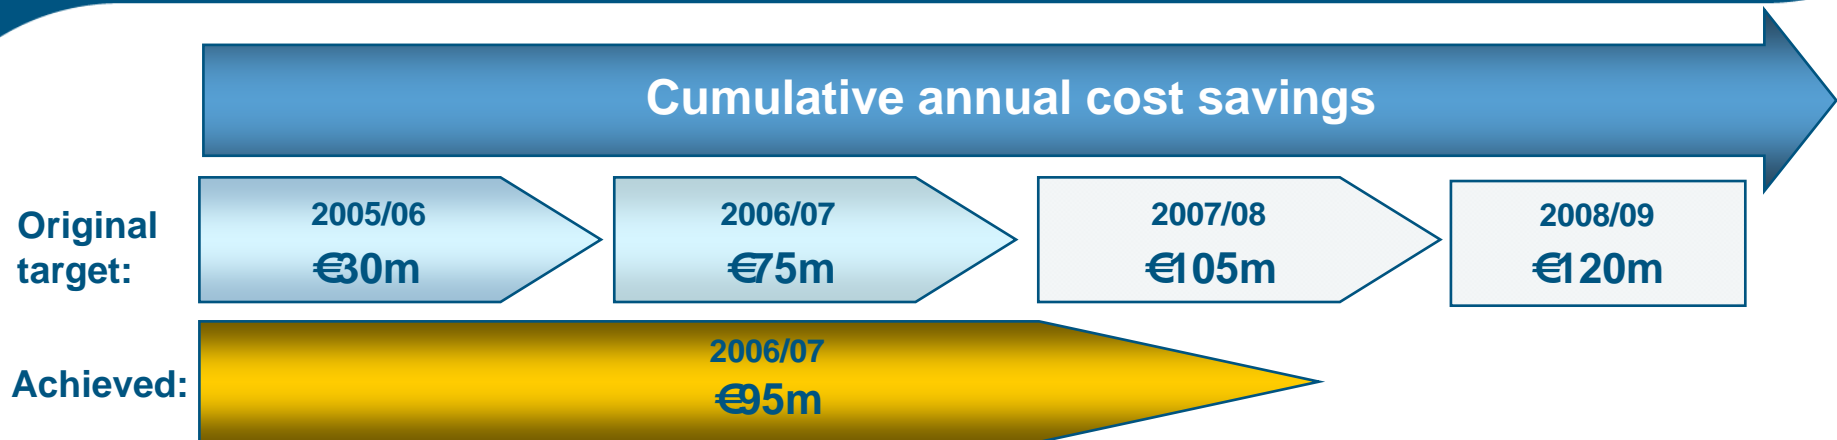 Cumulative annual cost savings
Original
target:
2005/06
€30m
2006/07
€75m
2007/08
€105m
2008/09
€120m
Achieved:
2006/07
€95m